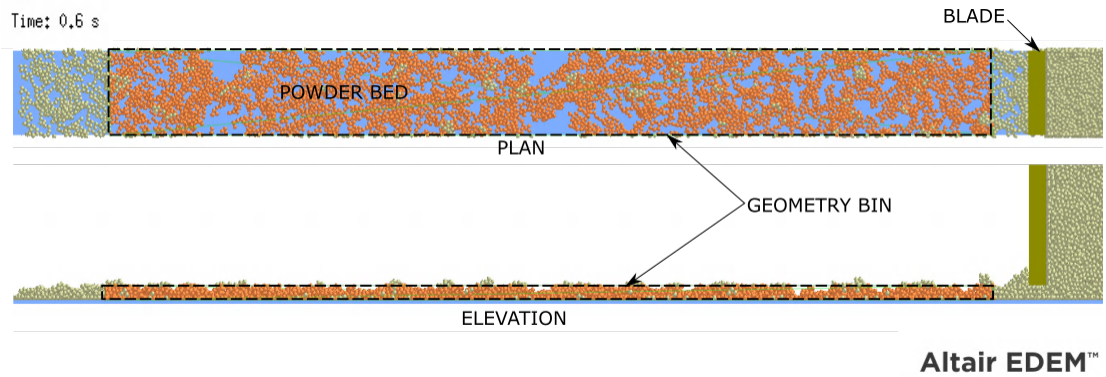 Time: 0.6 s
BLADE
POWDER BED
PLAN
GEOMETRY BIN
ELEVATION
Altair EDEM™